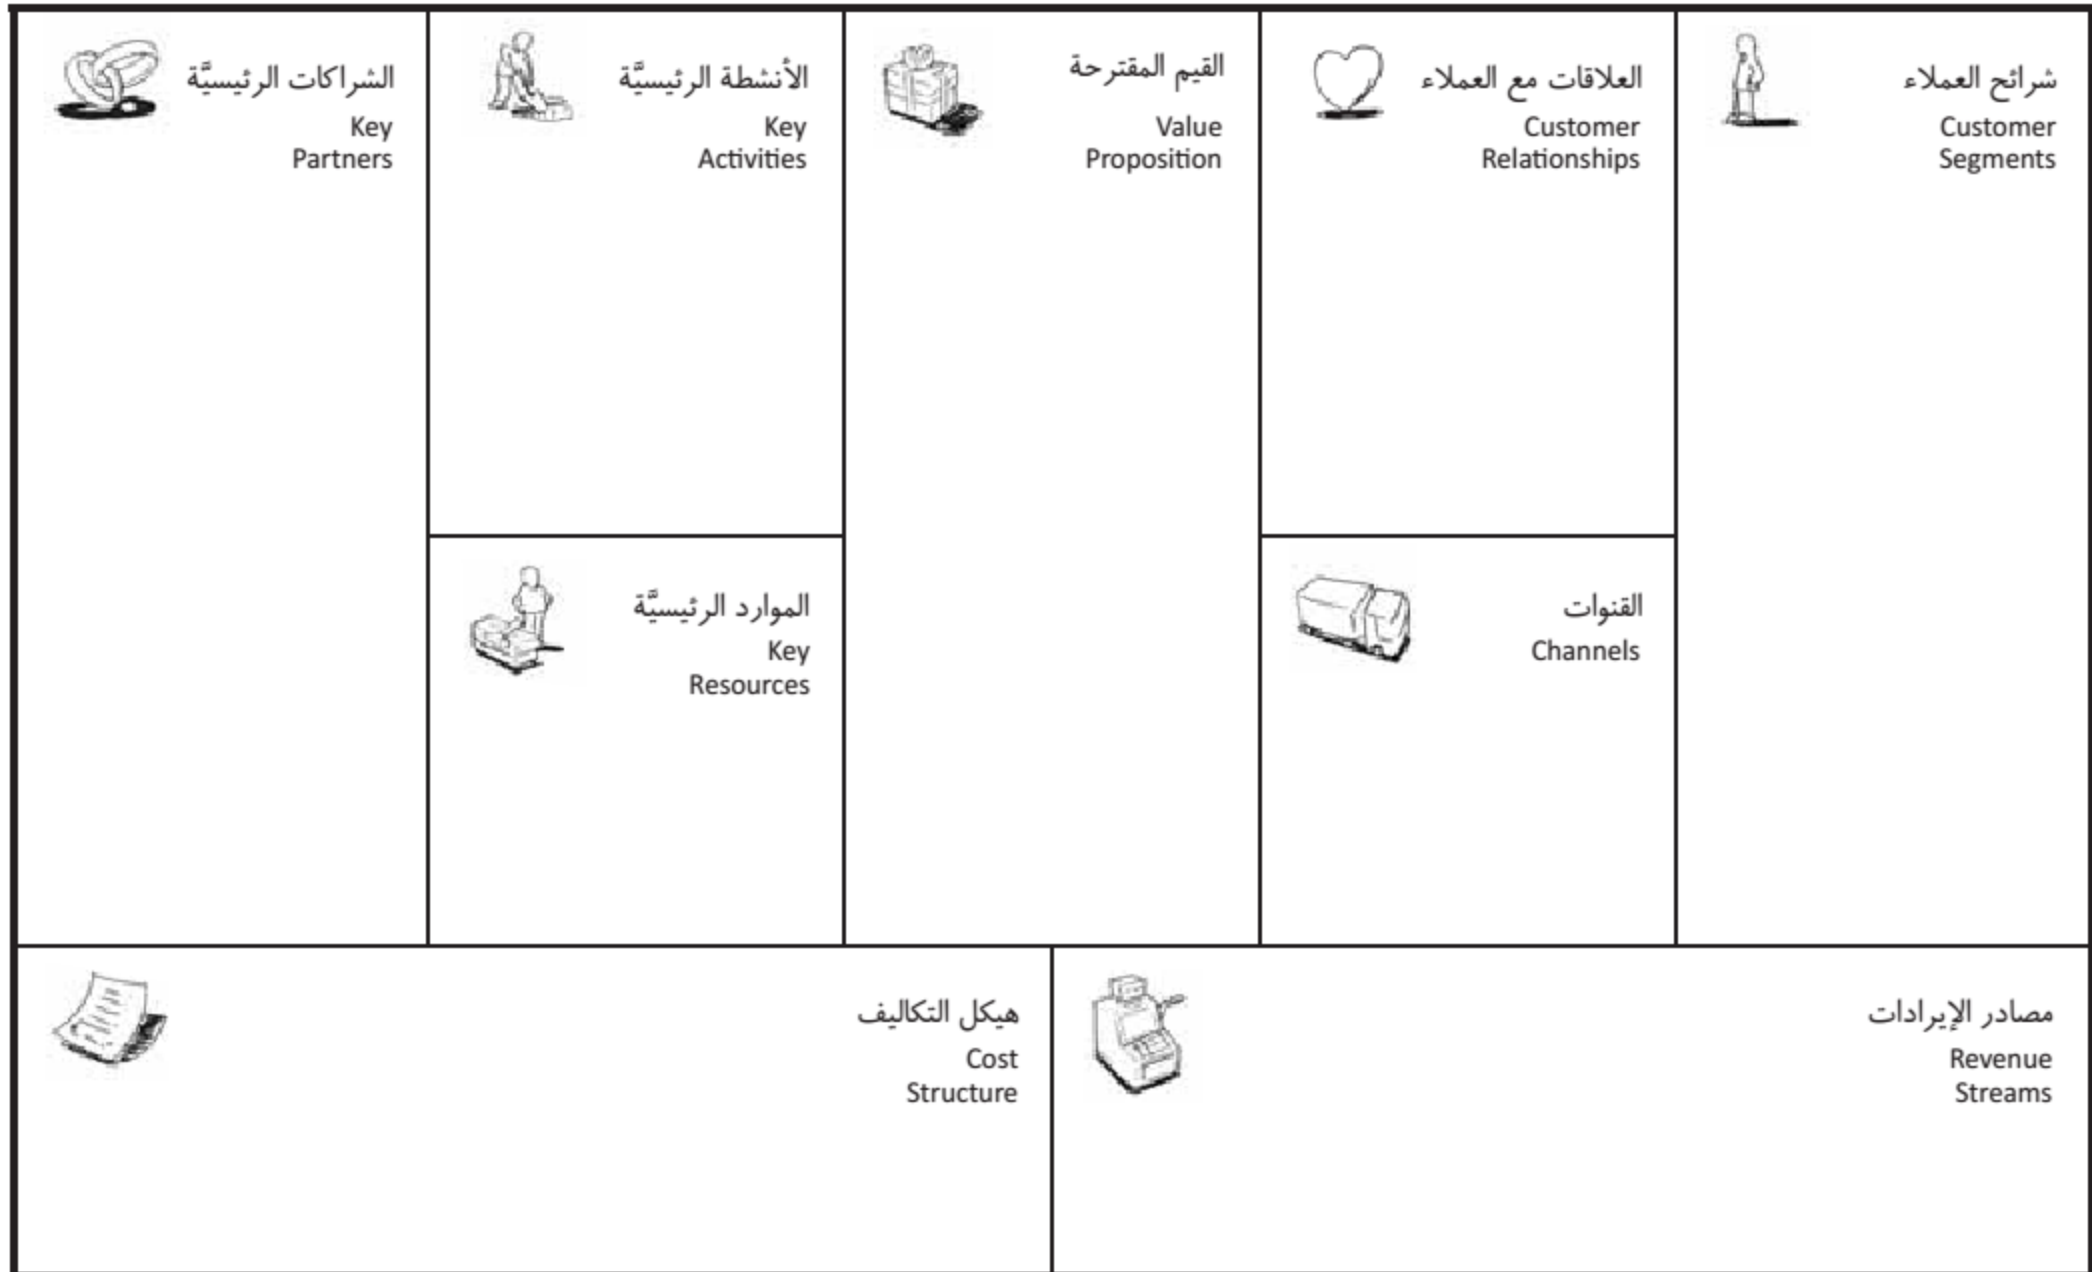 الشراكات الرئيسيَّة
Key
Partners
الأنشطة الرئيسيَّة
Key
Activities
القيم المقترحة
Value
Proposition
العلاقات مع العملاء
Customer
Relationships
شرائح العملاء
Customer
Segments
الموارد الرئيسيَّة
Key
Resources
القنوات
Channels
هيكل التكاليف
Cost
Structure
مصادر الإيرادات
Revenue
Streams